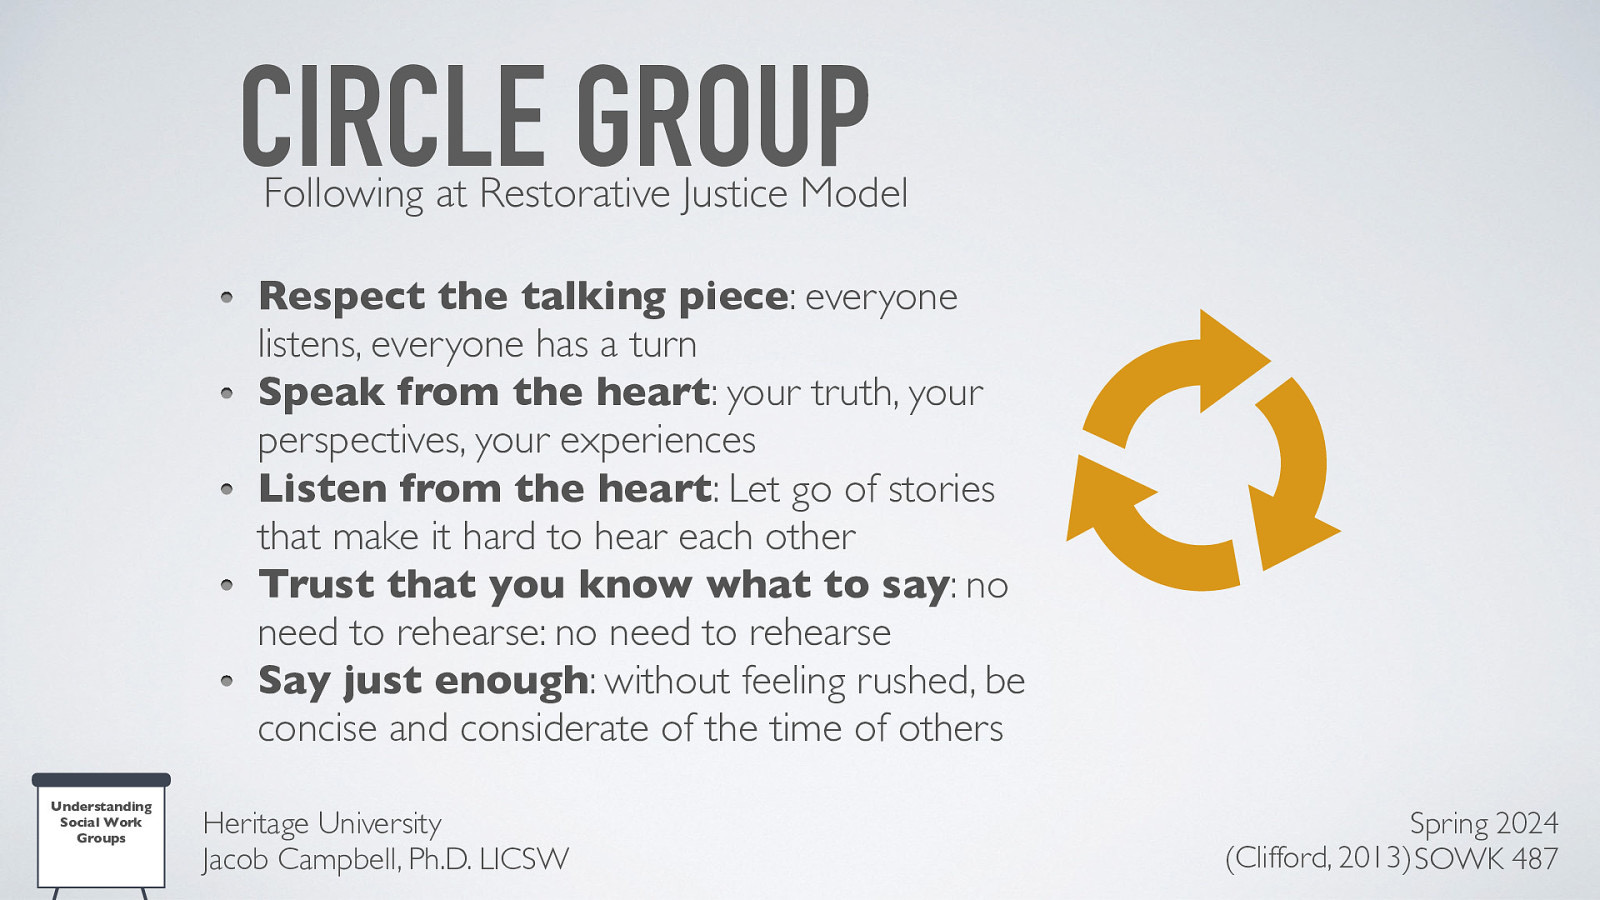 CIRCLE GROUP
Following at Restorative Justice Model
• Respect the talking piece: everyone
listens, everyone has a turn
• Speak from the heart: your truth, your
perspectives, your experiences
• Listen from the heart: Let go of stories
that make it hard to hear each other
• Trust that you know what to say: no
need to rehearse: no need to rehearse
• Say just enough: without feeling rushed, be
concise and considerate of the time of others
Understanding
Social Work
Groups
Heritage University
Jacob Campbell, Ph.D. LICSW
Spring 2024
(Clifford, 2013) SOWK 487